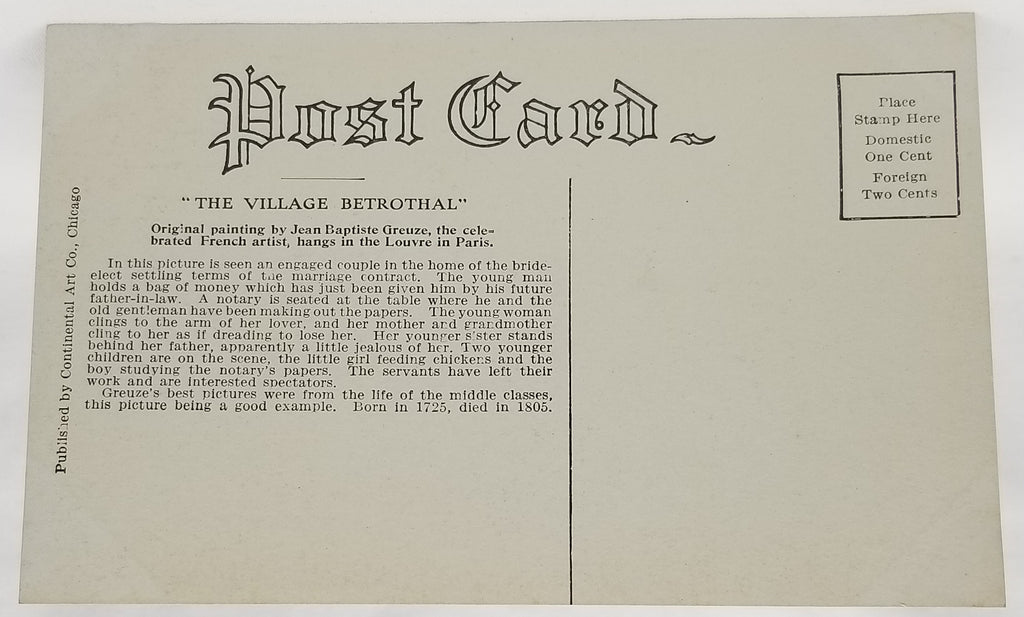 Post Card
Place
Stamp Here
Domestic
One Cent
Foreign
Two Cents
Published by Continental Art Co., Chicago
"THE VILLAGE BETROTHAL"
Original painting by Jean Baptiste Greuze, the cele-
brated French artist, hangs in the Louvre in Paris.
In this picture is seen an engaged couple in the home of the bride-
elect settling terms of the marriage contract. The young man
holds a bag of money which has just been given him by his future
father-in-law. A notary is seated at the table where he and the
old gentleman have been making out the papers. The young woman
clings to the arm of her lover, and her mother and grandmother
cling to her as if dreading to lose her. Her younger sister stands
behind her father, apparently a little jealous of her. Two younger
children are on the scene, the little girl feeding chickens and the
boy studying the notary's papers. The servants have left their
work and are interested spectators.
Greuze's best pictures were from the life of the middle classes,
this picture being a good example. Born in 1725, died in 1805.